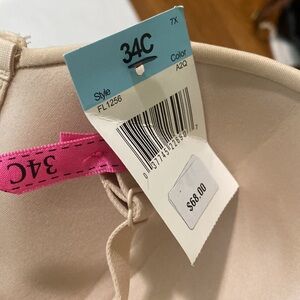 7X
34C
Style
FL1256
Color
A2Q
$68.00
34C